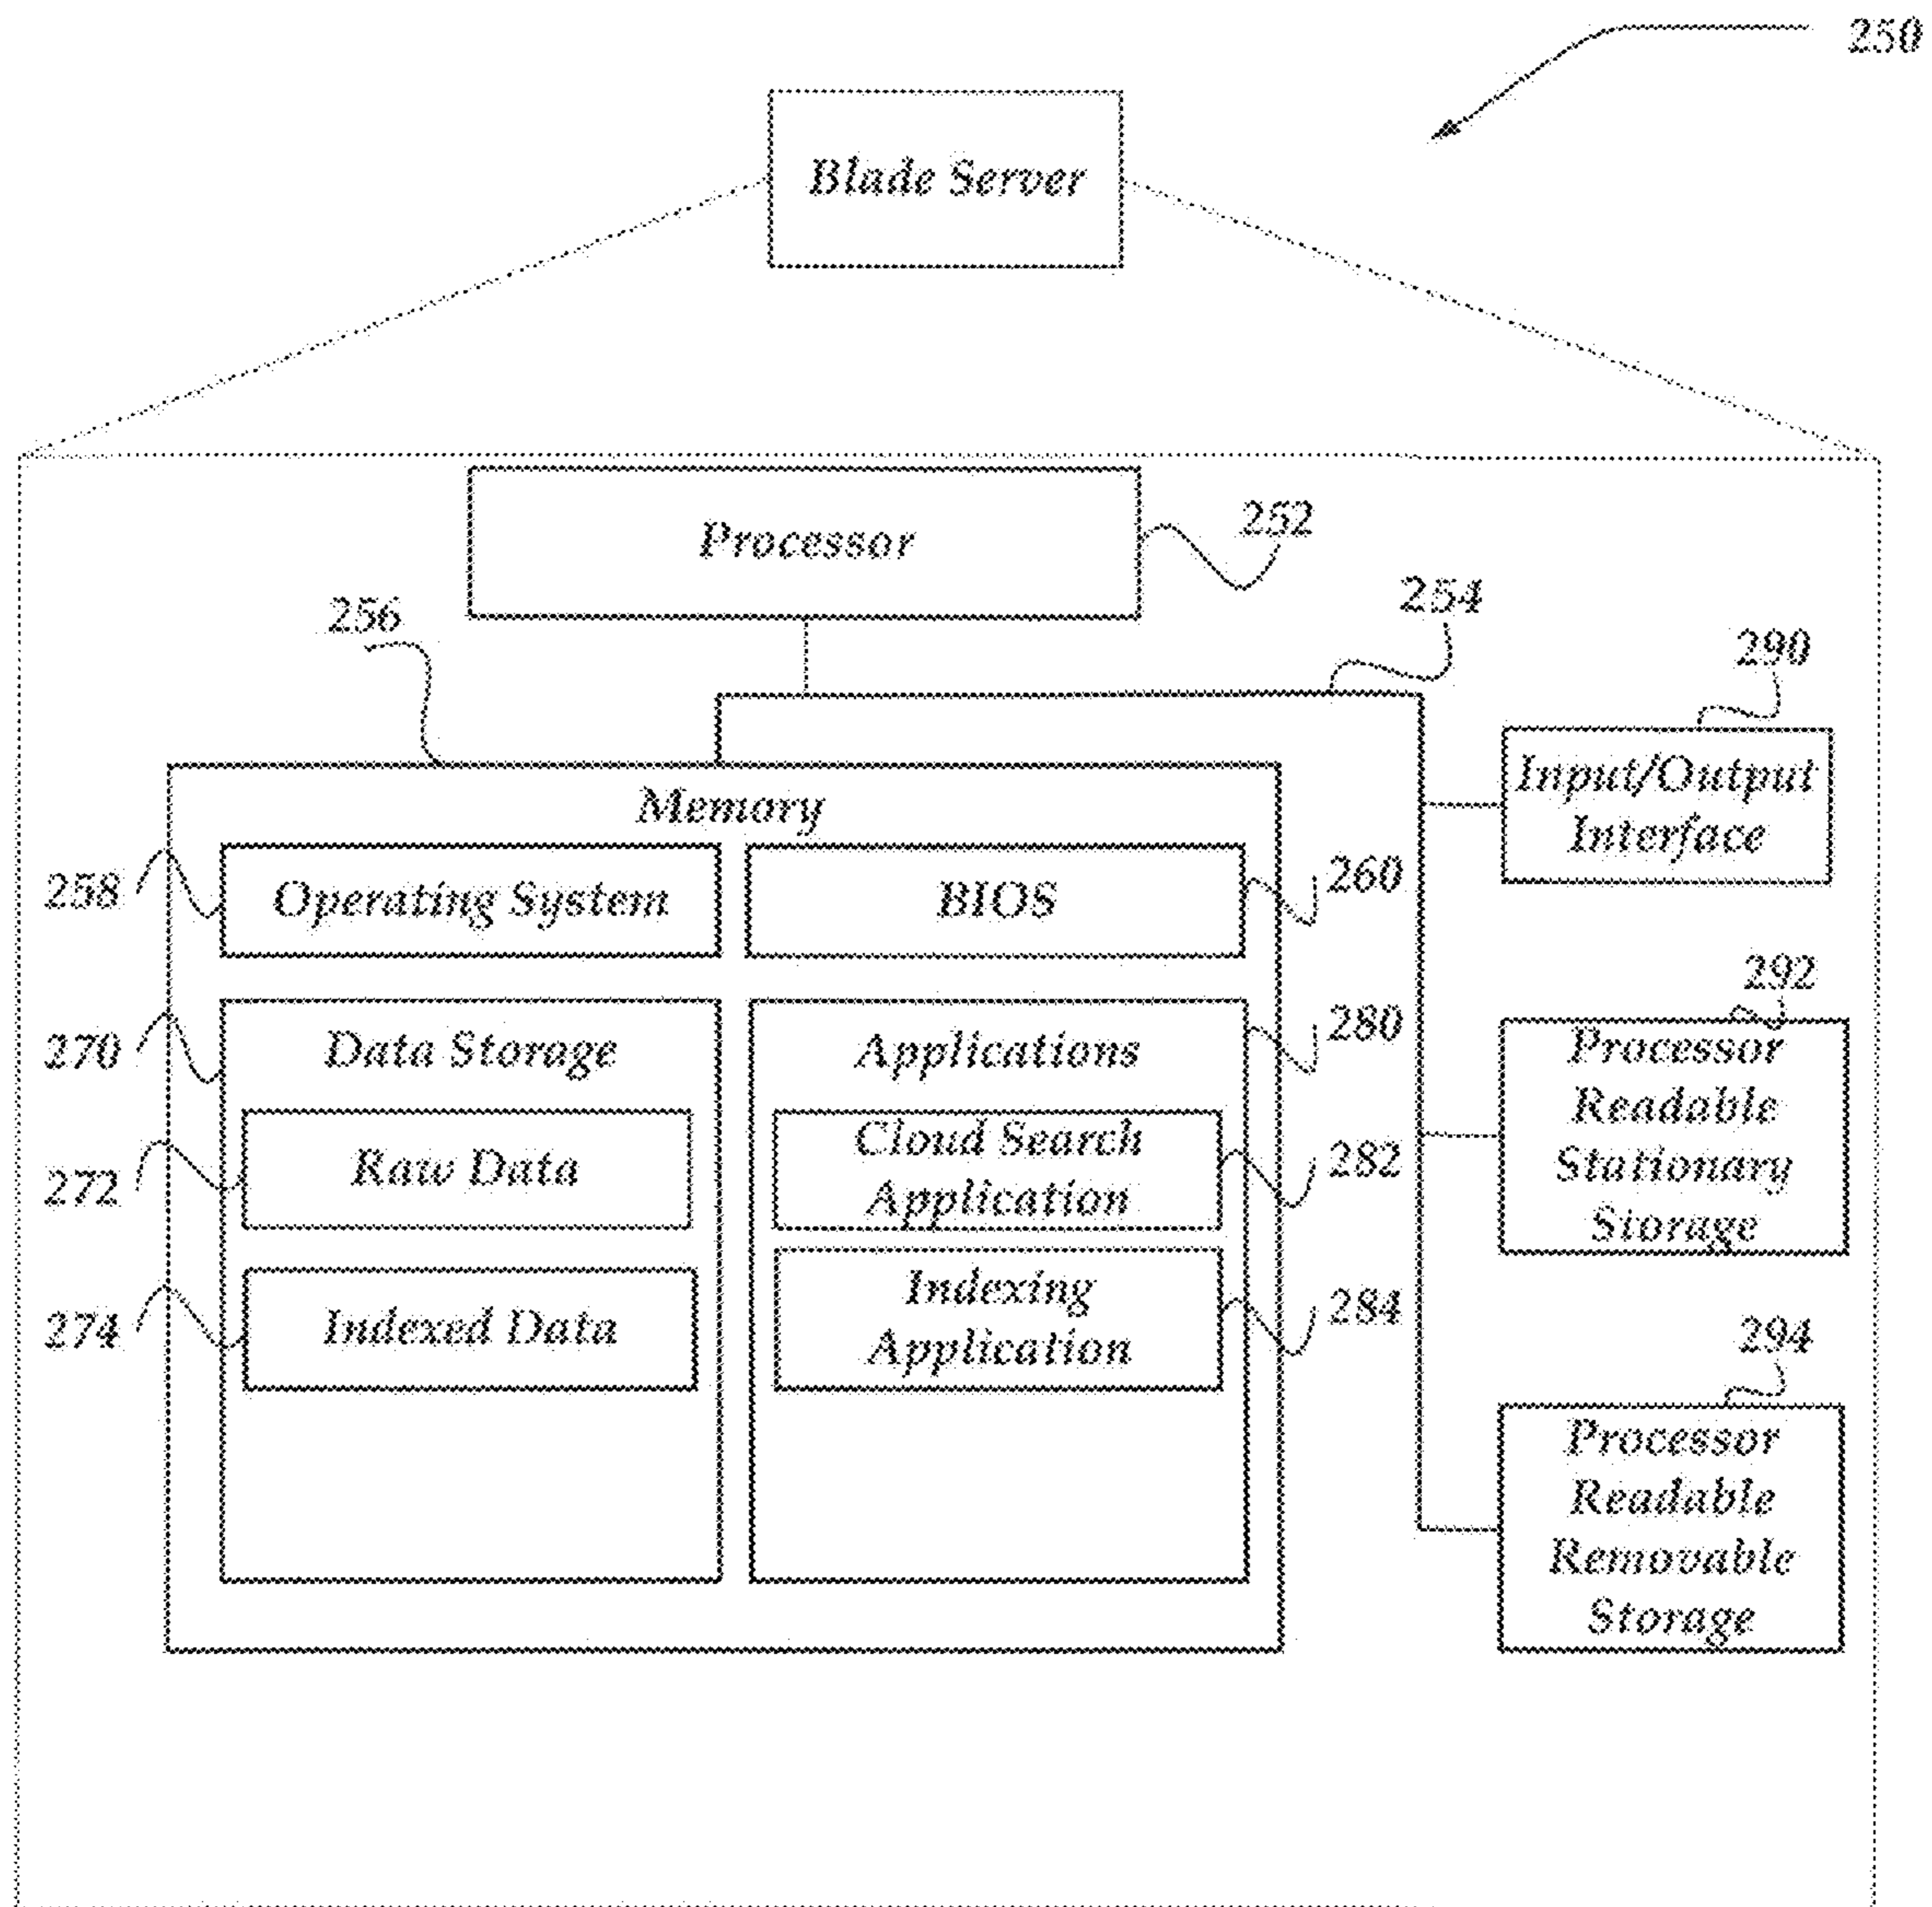 250
Blade Server
Processor
252
254
256
290
Input/Output
Interface
Memory
258
Operating System
BIOS
260
292
270
Data Storage
Applications
280
Processor
Readable
Stationary
Storage
272
Raw Data
Cloud Search
Application
282
274
Indexed Data
Indexing
Application
284
294
Processor
Readable
Removable
Storage